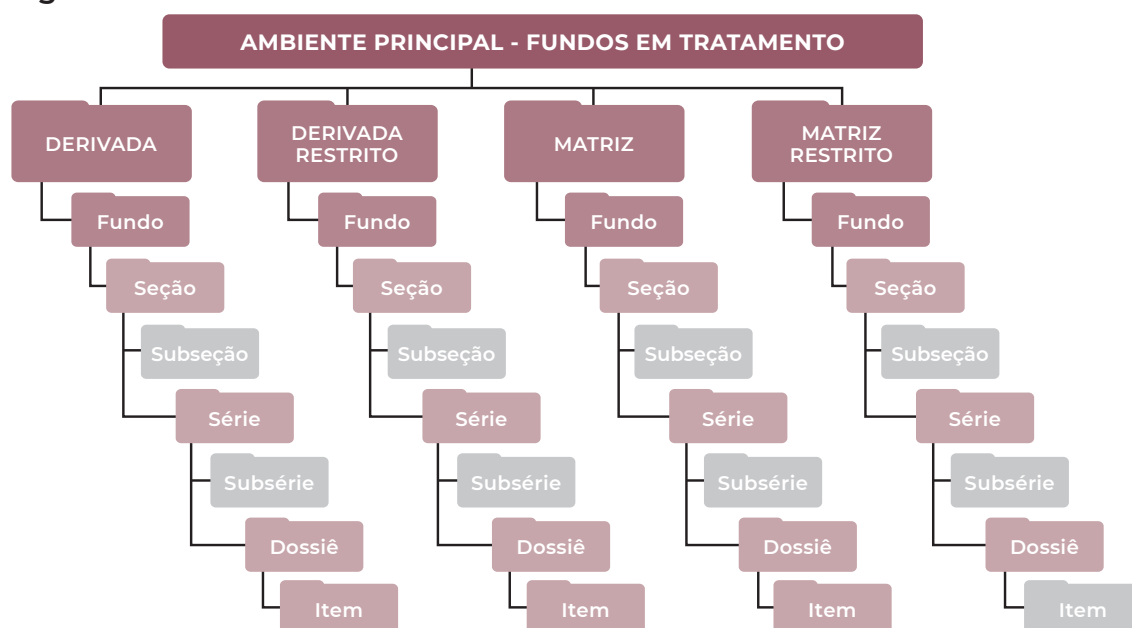 AMBIENTE PRINCIPAL - FUNDOS EM TRATAMENTO
DERIVADA
DERIVADA
RESTRITO
MATRIZ
MATRIZ
RESTRITO
Fundo
Fundo
Fundo
Fundo
Seção
Seção
Seção
Seção
Subseção
Subseção
Subseção
Subseção
Série
Série
Série
Série
Subsérie
Subsérie
Subsérie
Subsérie
Dossiê
Dossiê
Dossiê
Dossiê
Item
Item
Item
Item